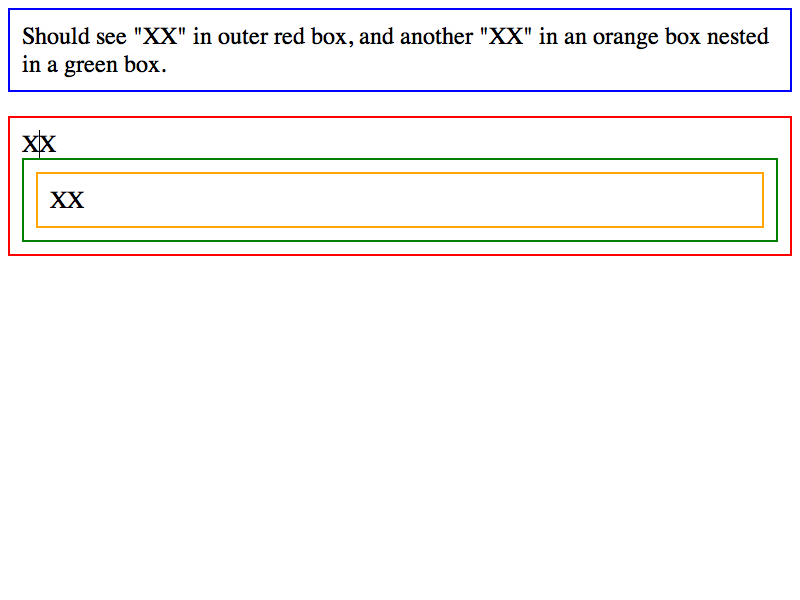 Should see "XX" in outer red box, and another "XX" in an orange box nested
in a green box.
XX
XX